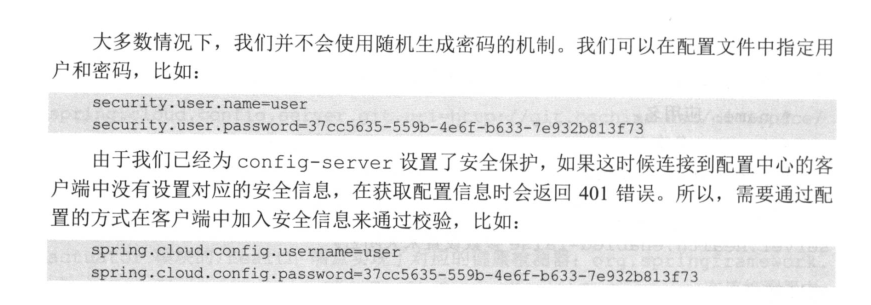 大多数情况下，我们并不会使用随机生成密码的机制。我们可以在配置文件中指定用
户和密码，比如：
security.user.name=user
security.user.password=37cc5635-559b-4e6f-b633-7e932b813f73
由于我们已经为 config-server 设置了安全保护，如果这时候连接到配置中心的客
户端中没有设置对应的安全信息，在获取配置信息时会返回 401 错误。所以，需要通过配
置的方式在客户端中加入安全信息来通过校验，比如：
spring.cloud.config.username=user
spring.cloud.config.password=37cc5635-559b-4e6f-b633-7e932b813f73